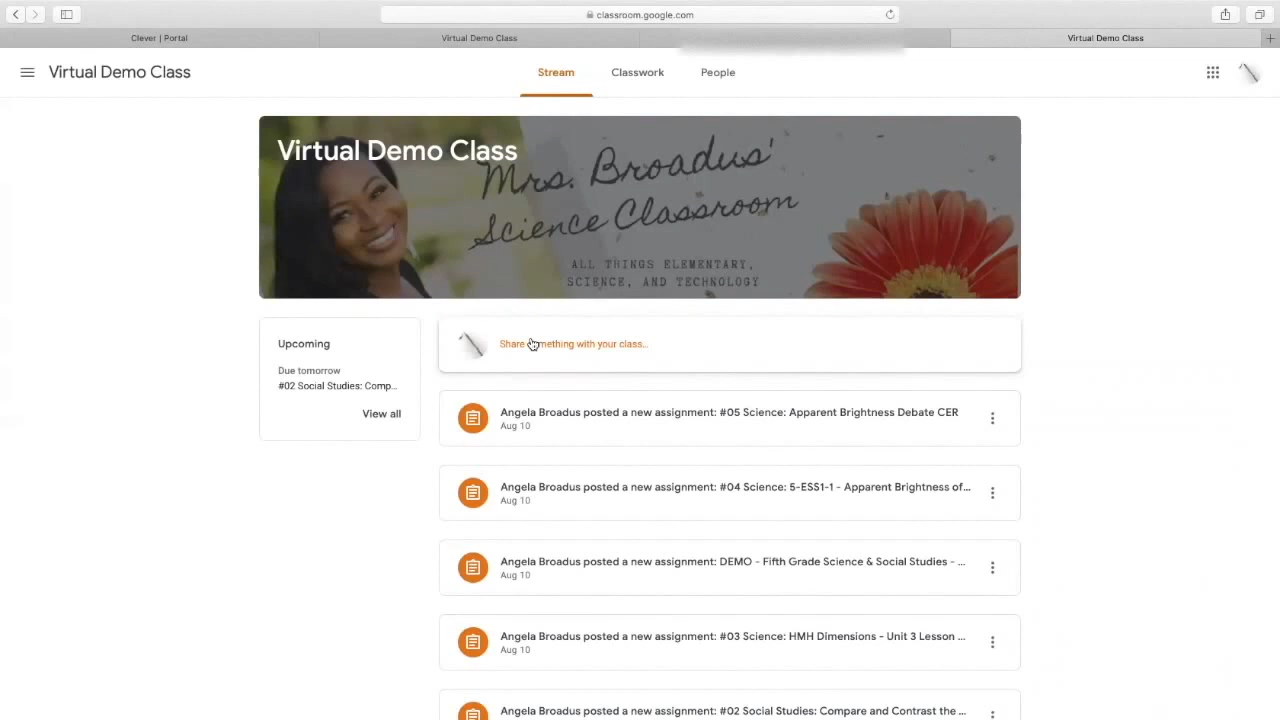 classroom.google.com
Clever | Portal
Virtual Demo Class
Virtual Demo Class
Virtual Demo Class
Stream
Classwork
People
Virtual Demo Class
Mrs. Broadus'
Science Classroom
ALL THINGS ELEMENTARY,
SCIENCE, AND TECHNOLOGY
Upcoming
Due tomorrow
#02 Social Studies: Comp...
View all
Share something with your class...
Angela Broadus posted a new assignment: #05 Science: Apparent Brightness Debate CER
Aug 10
Angela Broadus posted a new assignment: #04 Science: 5-ESS1-1 - Apparent Brightness of...
Aug 10
Angela Broadus posted a new assignment: DEMO - Fifth Grade Science & Social Studies - ...
Aug 10
Angela Broadus posted a new assignment: #03 Science: HMH Dimensions - Unit 3 Lesson ...
Aug 10
Angela Broadus posted a new assignment: #02 Social Studies: Compare and Contrast the ...